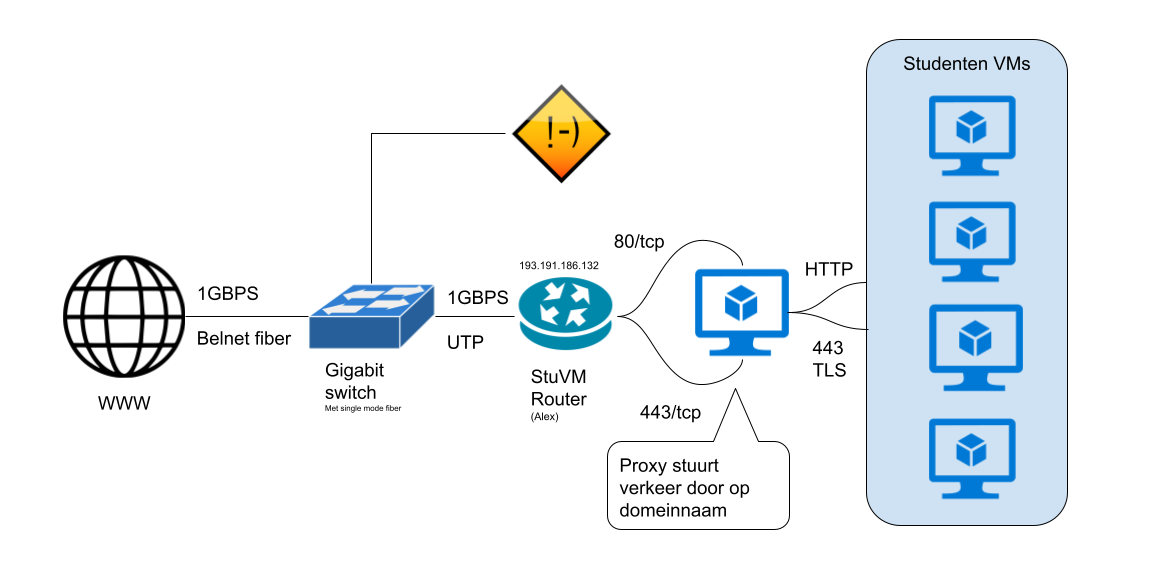 Studenten VMs
!-)
80/tcp
193.191.186.132
HTTP
1GBPS
1GBPS
Belnet fiber
UTP
443
TLS
Gigabit
switch
Met single mode fiber
StuVM
Router
(Alex)
WWW
443/tcp
Proxy stuurt
verkeer door op
domeinnaam